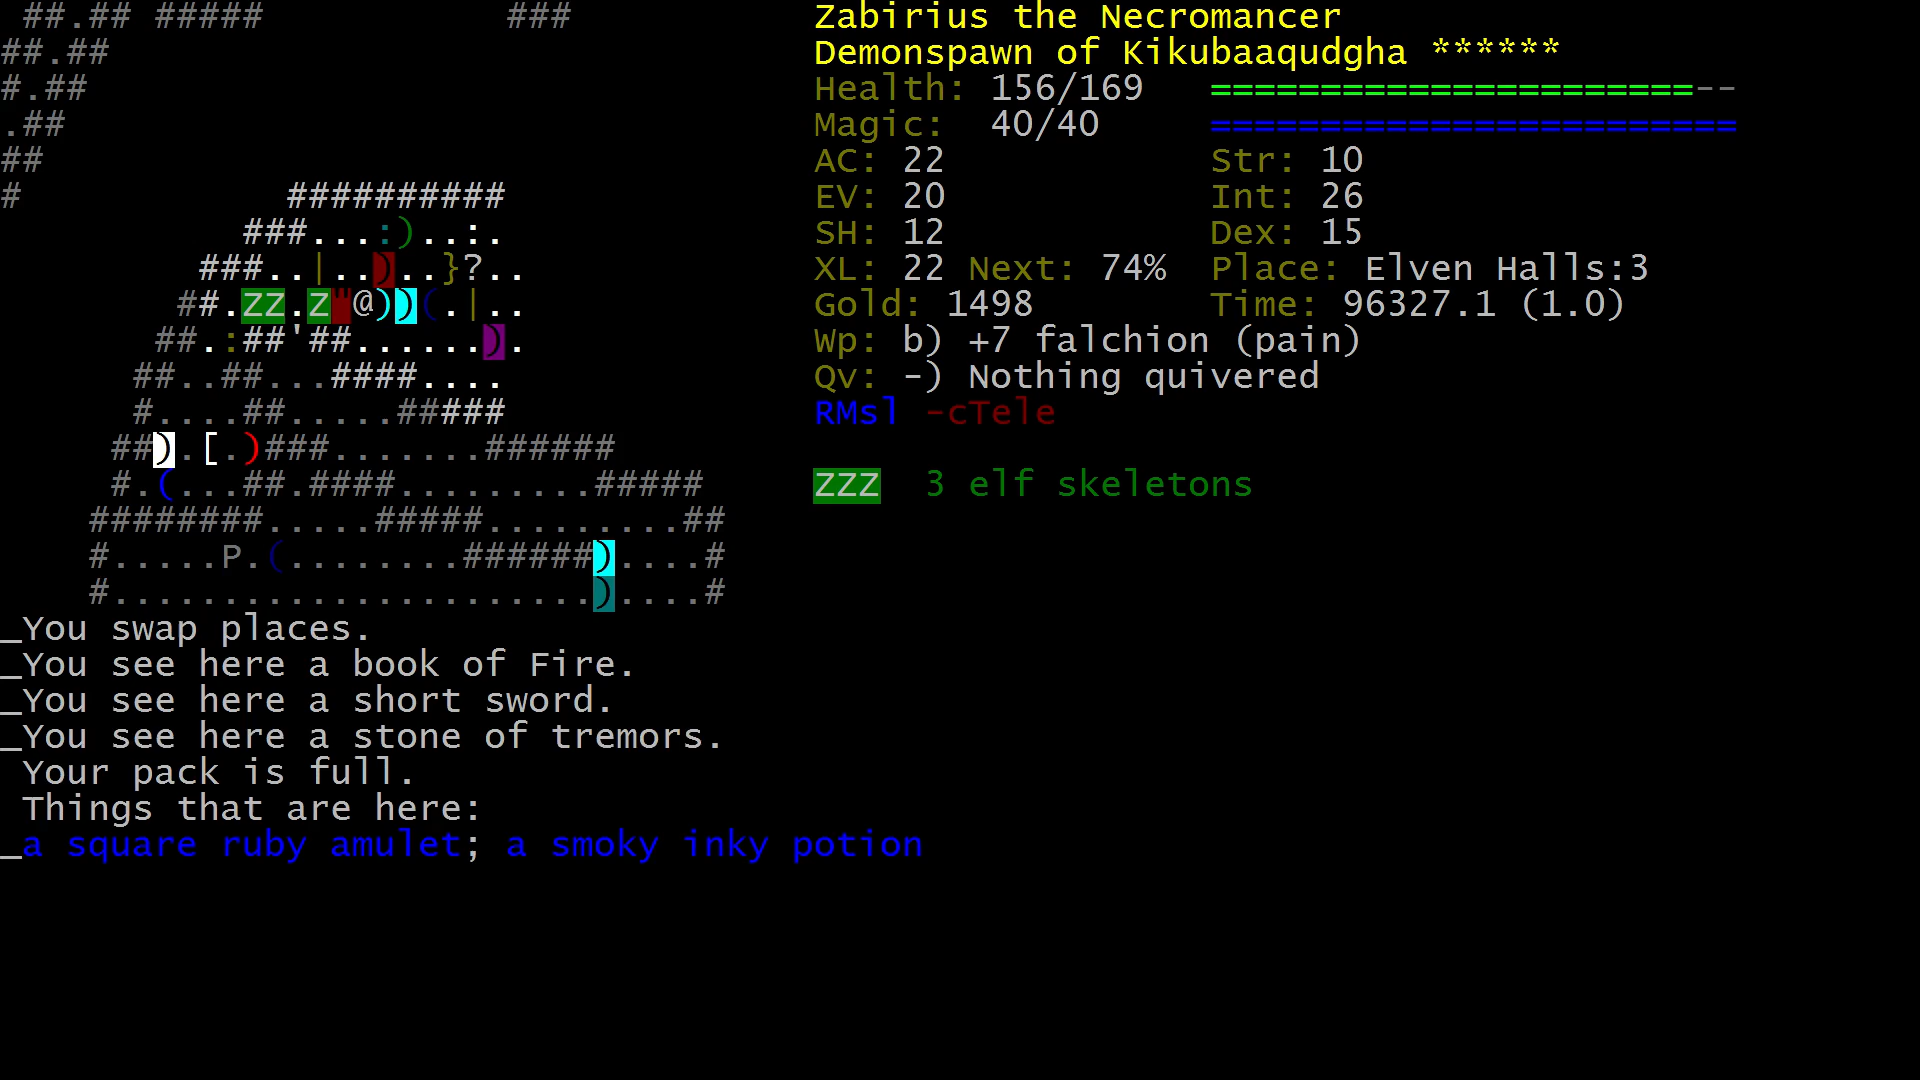 ##.## #####           ###          Zabirius the Necromancer
##.##                              Demonspawn of Kikubaaqudgha ******
#.##                               Health: 156/169   ======================--
.##                                Magic:  40/40     ========================
##                                 AC: 22            Str: 10
#            ##########            EV: 20            Int: 26
           ###...:)..:.            SH: 12            Dex: 15
         ###..|..)..}?..           XL: 22 Next: 74%  Place: Elven Halls:3
        ##.ZZ.Z"@))(.|..           Gold: 1498        Time: 96327.1 (1.0)
       ##.:##'##......).           Wp: b) +7 falchion (pain)
      ##..##...####....            Qv: -) Nothing quivered
      #....##.....#####            RMsl -cTele
     ##).[.)###.......######
     #.(...##.####.........#####   ZZZ  3 elf skeletons
    ########.....#####.........##
    #.....P.(........######)....#
    #......................)....#
_You swap places.
_You see here a book of Fire.
_You see here a short sword.
_You see here a stone of tremors.
Your pack is full.
Things that are here:
_a square ruby amulet; a smoky inky potion